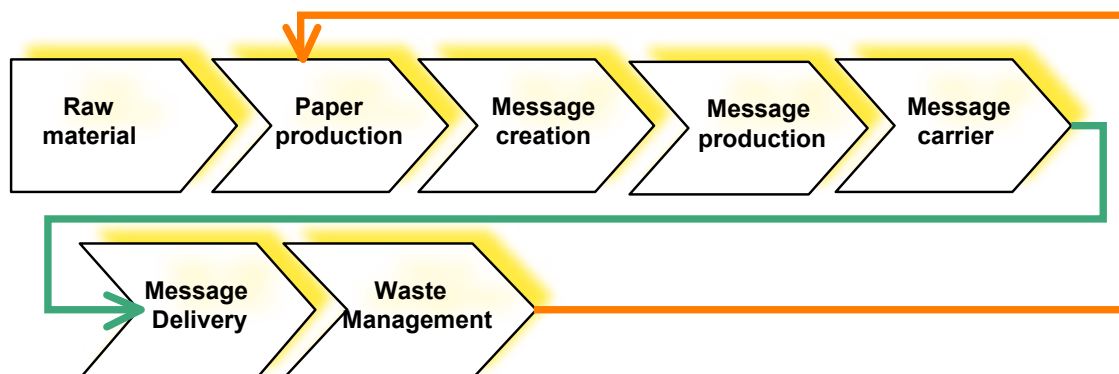 Raw
material
Paper
production
Message
creation
Message
production
Message
carrier
Message
Delivery
Waste
Management